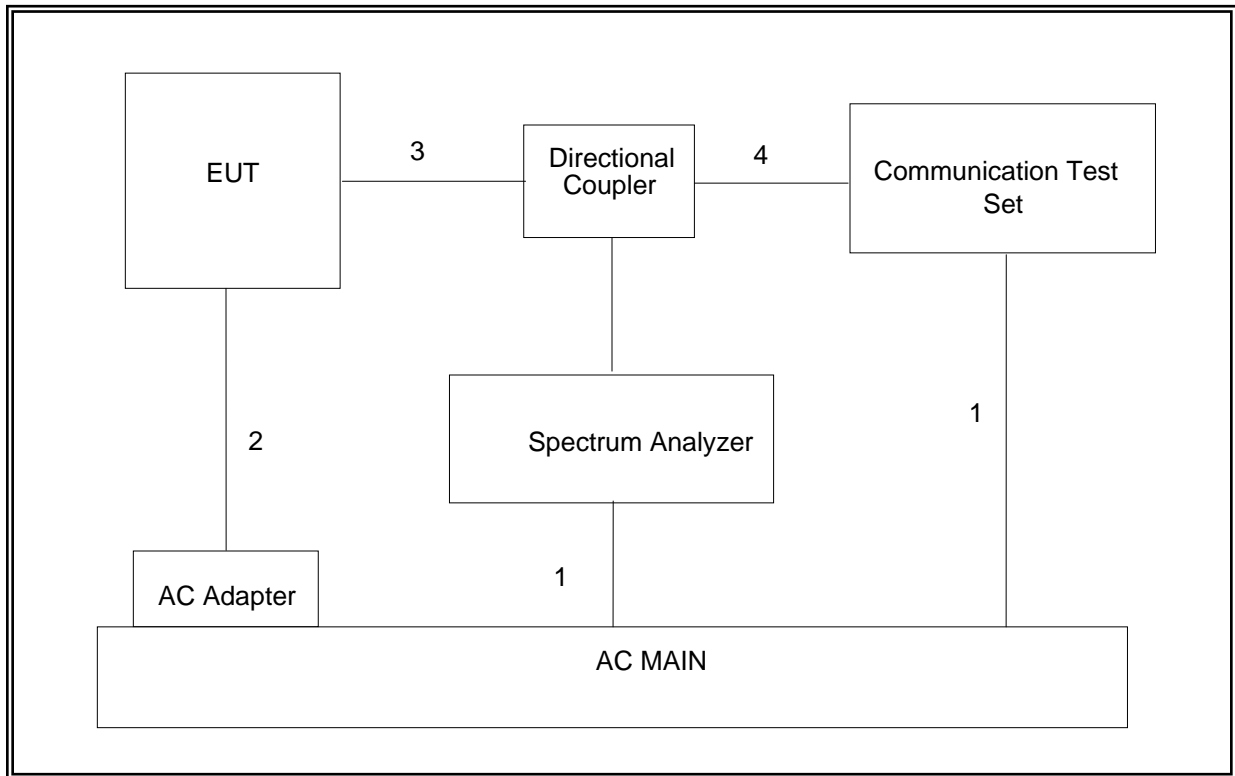 EUT
3
Directional
Coupler
4
Communication Test
Set
2
Spectrum Analyzer
1
1
AC Adapter
AC MAIN